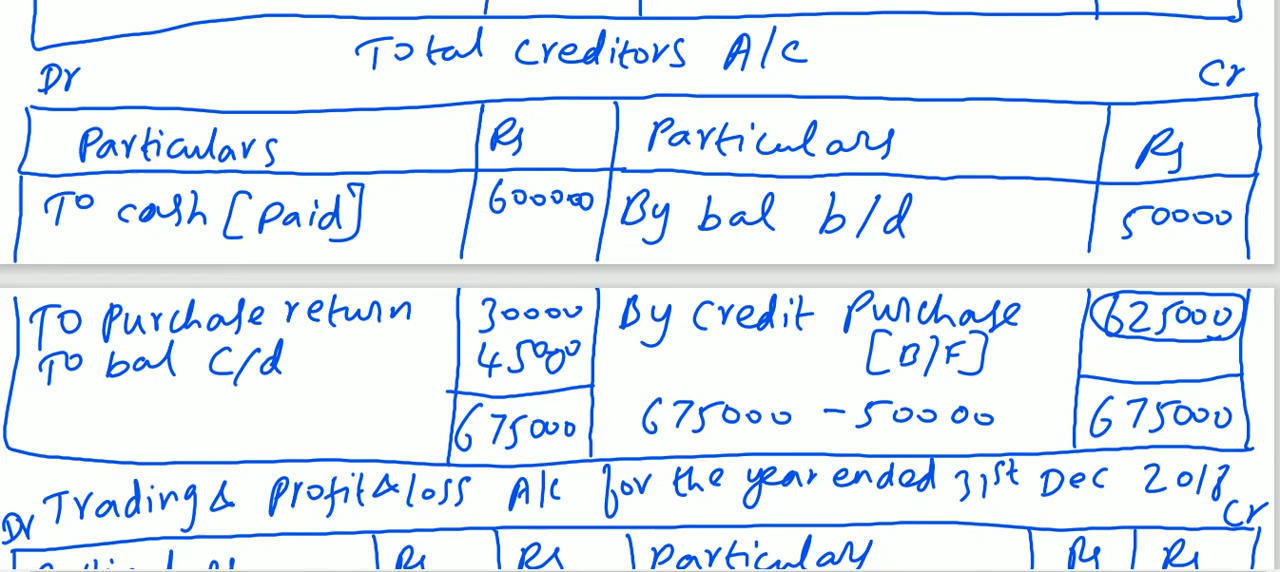 Total Creditors A/c
Dr Cr
Particulars Rs Particulars Rs
To cash [paid] 600000 By bal b/d 50000
To Purchase return 30000 By Credit Purchase 625000
To bal C/d 45000 [B/F]
675000 675000 - 50000 675000
Trading & Profit & loss A/c for the year ended 31st Dec 2018
Dr Cr
Rs Rs Particulars Rs Rs